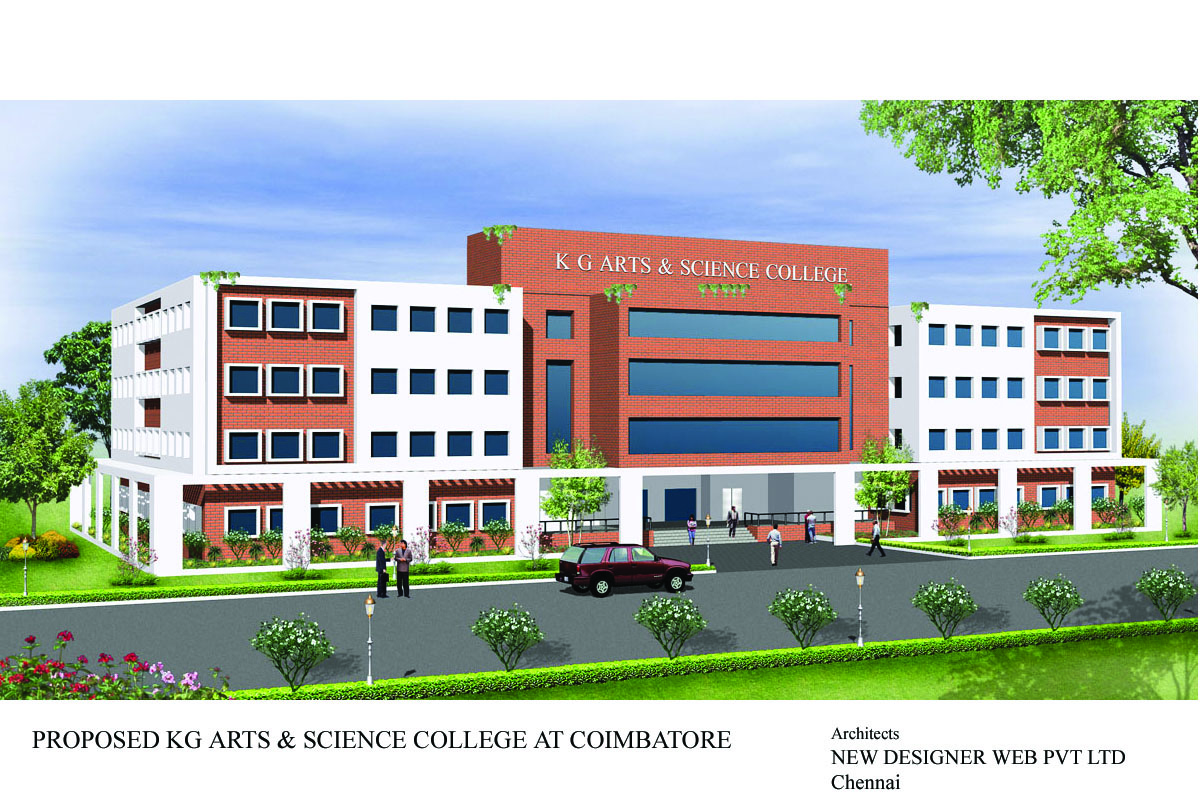 K G ARTS & SCIENCE COLLEGE
PROPOSED KG ARTS & SCIENCE COLLEGE AT COIMBATORE
Architects
NEW DESIGNER WEB PVT LTD
Chennai